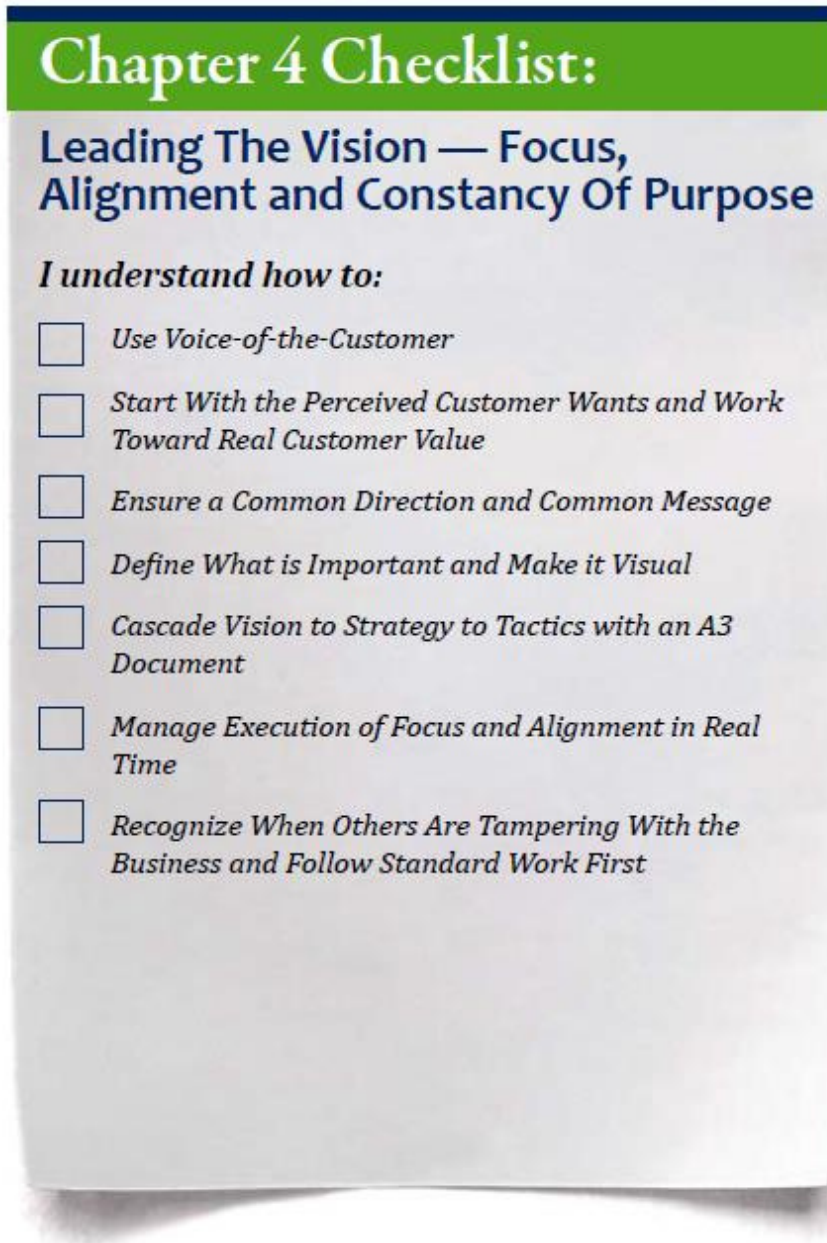 Chapter 4 Checklist:
Leading The Vision — Focus,
Alignment and Constancy Of Purpose
I understand how to:
Use Voice-of-the-Customer
Start With the Perceived Customer Wants and Work
Toward Real Customer Value
Ensure a Common Direction and Common Message
Define What is Important and Make it Visual
Cascade Vision to Strategy to Tactics with an A3
Document
Manage Execution of Focus and Alignment in Real
Time
Recognize When Others Are Tampering With the
Business and Follow Standard Work First